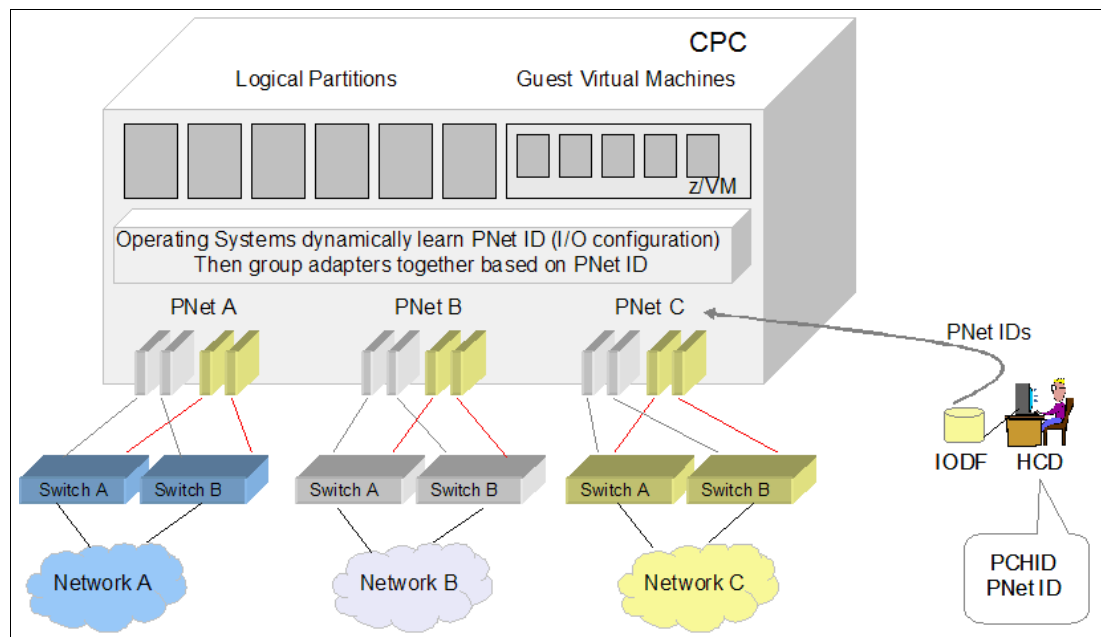 CPC
Logical Partitions
Guest Virtual Machines
z/VM
Operating Systems dynamically learn PNet ID (I/O configuration)
Then group adapters together based on PNet ID
PNet A
PNet B
PNet C
PNet IDs
IODF
HCD
Switch A
Switch B
Switch A
Switch B
Switch A
Switch B
Network A
Network B
Network C
PCHID
PNet ID